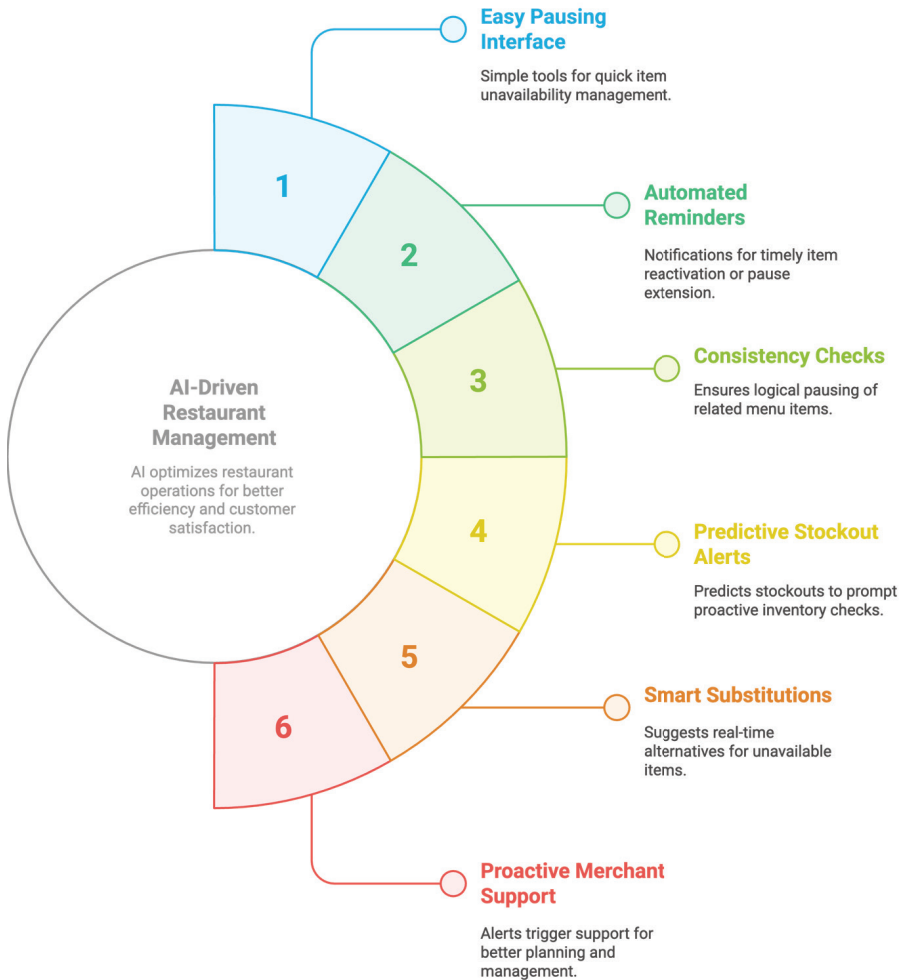 Easy Pausing
Interface
Simple tools for quick item
unavailability management.
1
Automated
Reminders
2
Notifications for timely item
reactivation or pause
extension.
Consistency Checks
3
Ensures logical pausing of
related menu items.
AI-Driven
Restaurant
Management
AI optimizes restaurant
operations for better
efficiency and customer
satisfaction.
4
Predictive Stockout
Alerts
Predicts stockouts to prompt
proactive inventory checks.
5
Smart Substitutions
Suggests real-time
alternatives for unavailable
items.
6
Proactive Merchant
Support
Alerts trigger support for
better planning and
management.